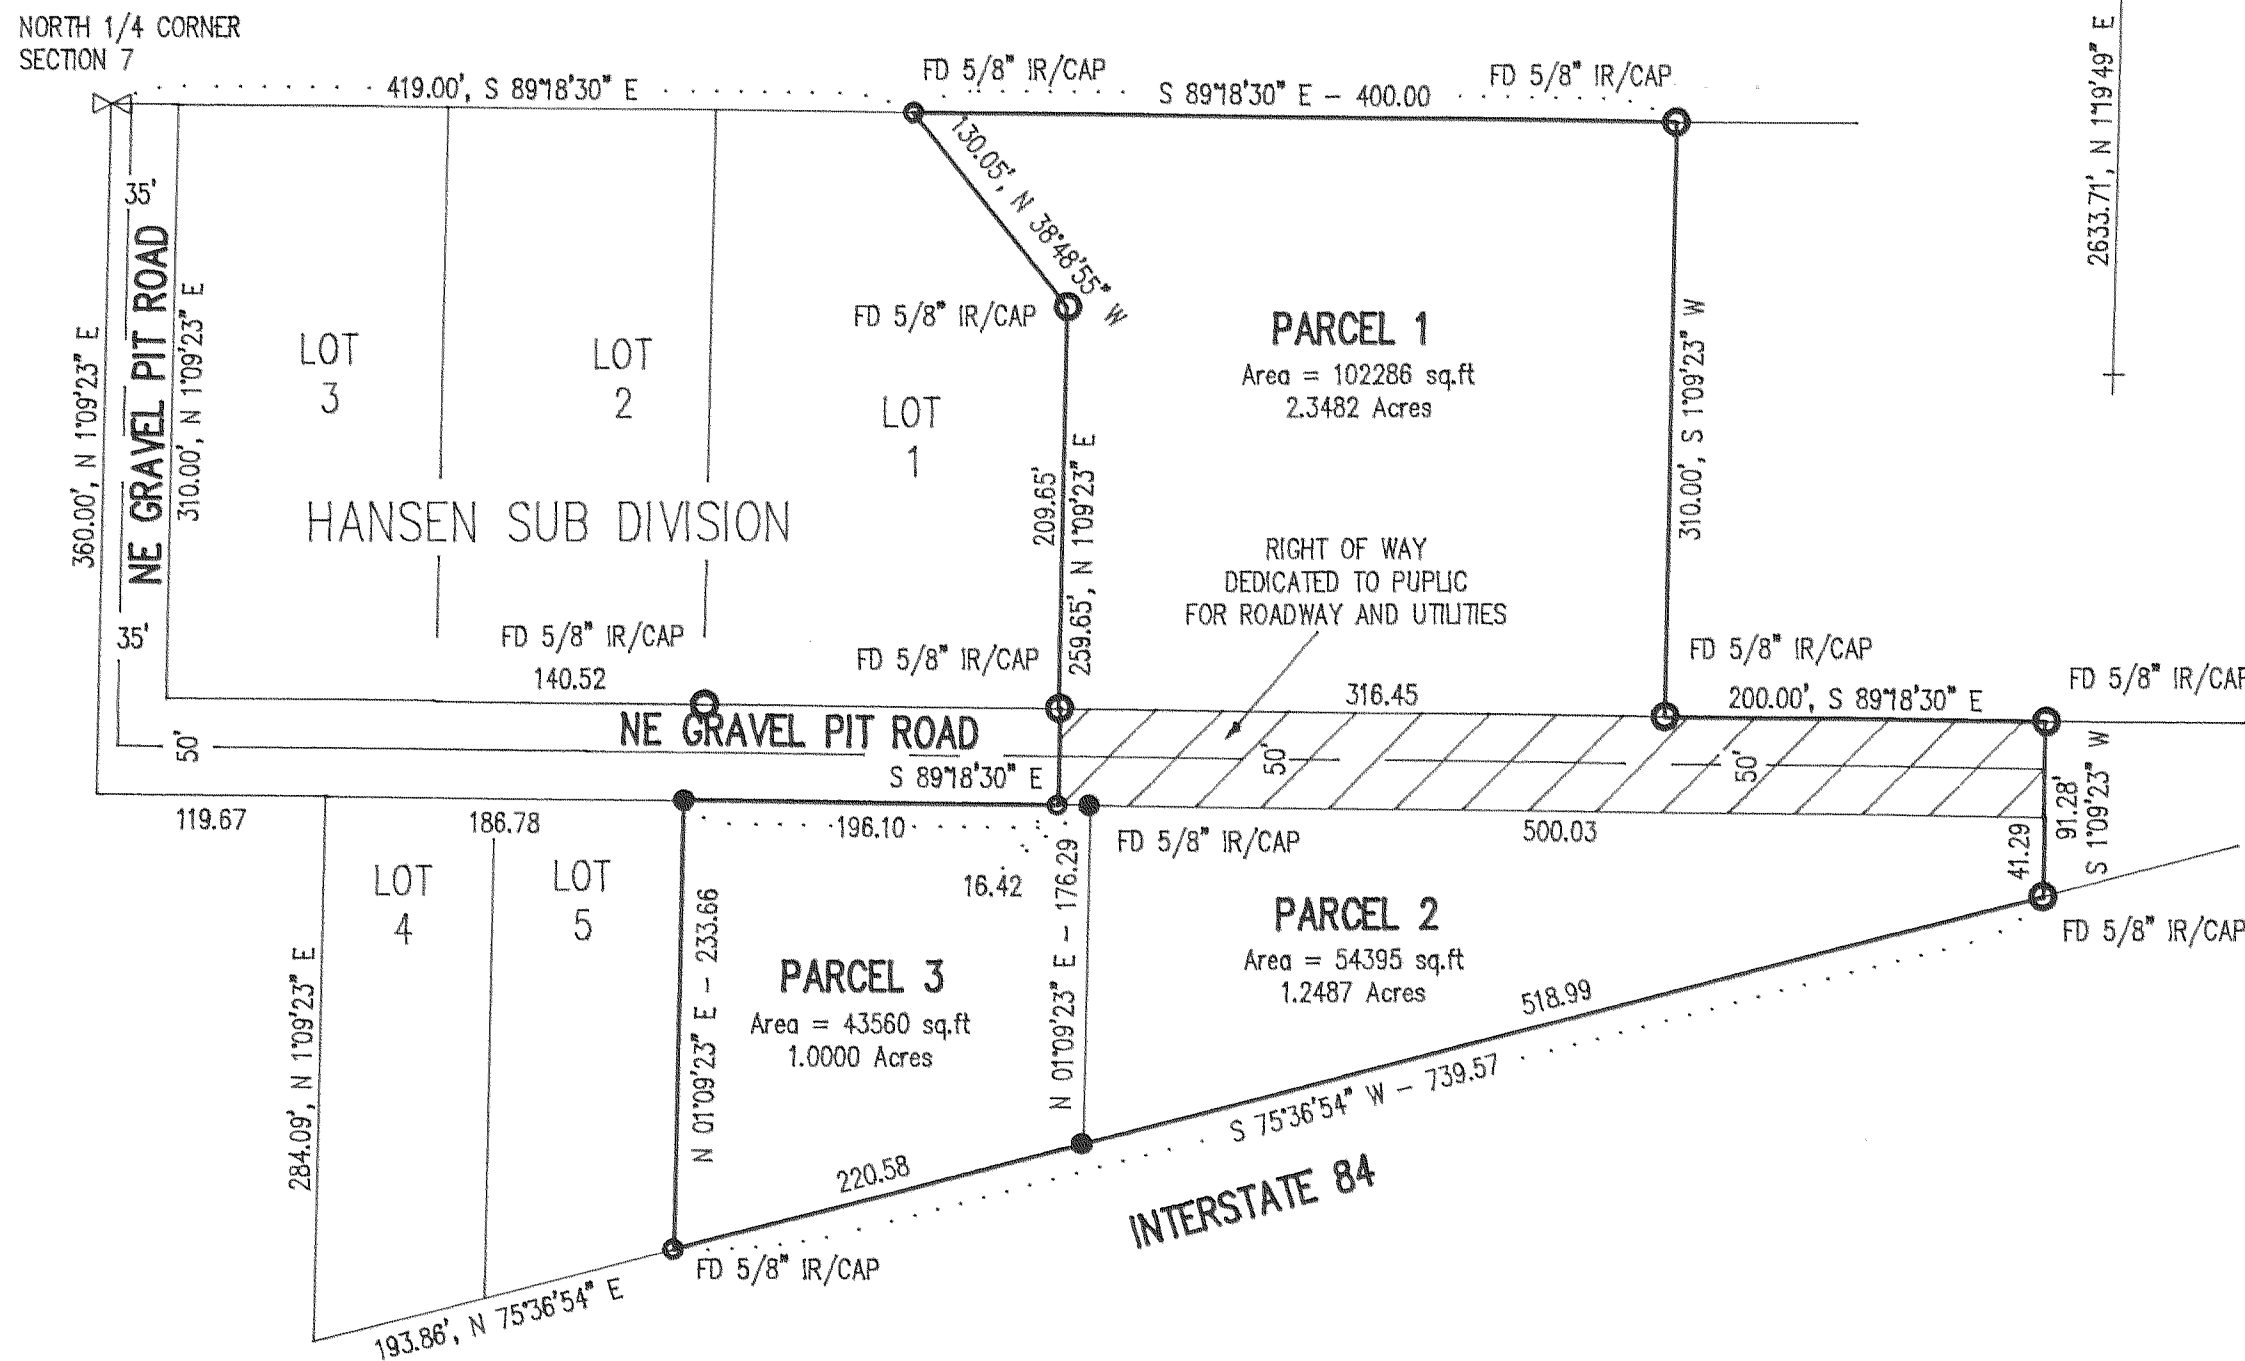 NORTH 1/4 CORNER
SECTION 7
419.00', S 89°18'30" E
FD 5/8" IR/CAP
S 89°18'30" E - 400.00
FD 5/8" IR/CAP
2633.71', N 1°19'49" E
35'
130.05', N 38°48'55" W
NE GRAVEL PIT ROAD
360.00', N 1°09'23" E
310.00', N 1°09'23" E
LOT
3
LOT
2
LOT
1
FD 5/8" IR/CAP
PARCEL 1
Area = 102286 sq.ft
2.3482 Acres
310.00', S 1°09'23" W
HANSEN SUB DIVISION
209.65'
259.65', N 1°09'23" E
RIGHT OF WAY
DEDICATED TO PUPLIC
FOR ROADWAY AND UTILITIES
35'
FD 5/8" IR/CAP
140.52
FD 5/8" IR/CAP
316.45
FD 5/8" IR/CAP
200.00', S 89°18'30" E
FD 5/8" IR/CAP
50'
NE GRAVEL PIT ROAD
S 89°18'30" E
50'
50'
91.28'
S 1°09'23" W
41.29
119.67
186.78
196.10
FD 5/8" IR/CAP
500.03
16.42
LOT
4
LOT
5
N 01°09'23" E - 233.66
N 01°09'23" E - 176.29
PARCEL 2
Area = 54395 sq.ft
1.2487 Acres
FD 5/8" IR/CAP
PARCEL 3
Area = 43560 sq.ft
1.0000 Acres
284.09', N 1°09'23" E
518.99
S 75°36'54" W - 739.57
220.58
INTERSTATE 84
FD 5/8" IR/CAP
193.86', N 75°36'54" E